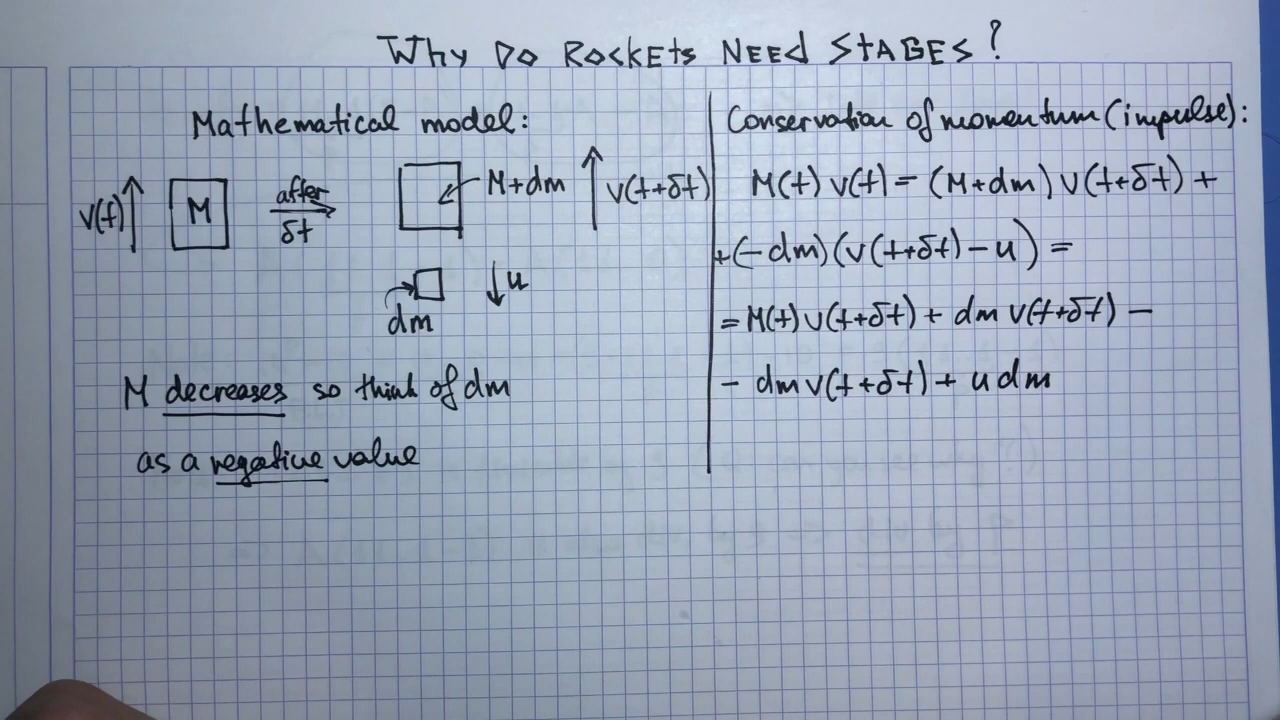 Why Do Rockets Need Stages?
Mathematical model:
v(t) M after δt M+dm v(t+δt)
dm u
M decreases so think of dm
as a negative value
Conservation of momentum (impulse):
M(t) v(t) = (M+dm) v(t+δt) +
+(-dm)(v(t+δt) - u) =
= M(t) v(t+δt) + dm v(t+δt) -
- dm v(t+δt) + u dm